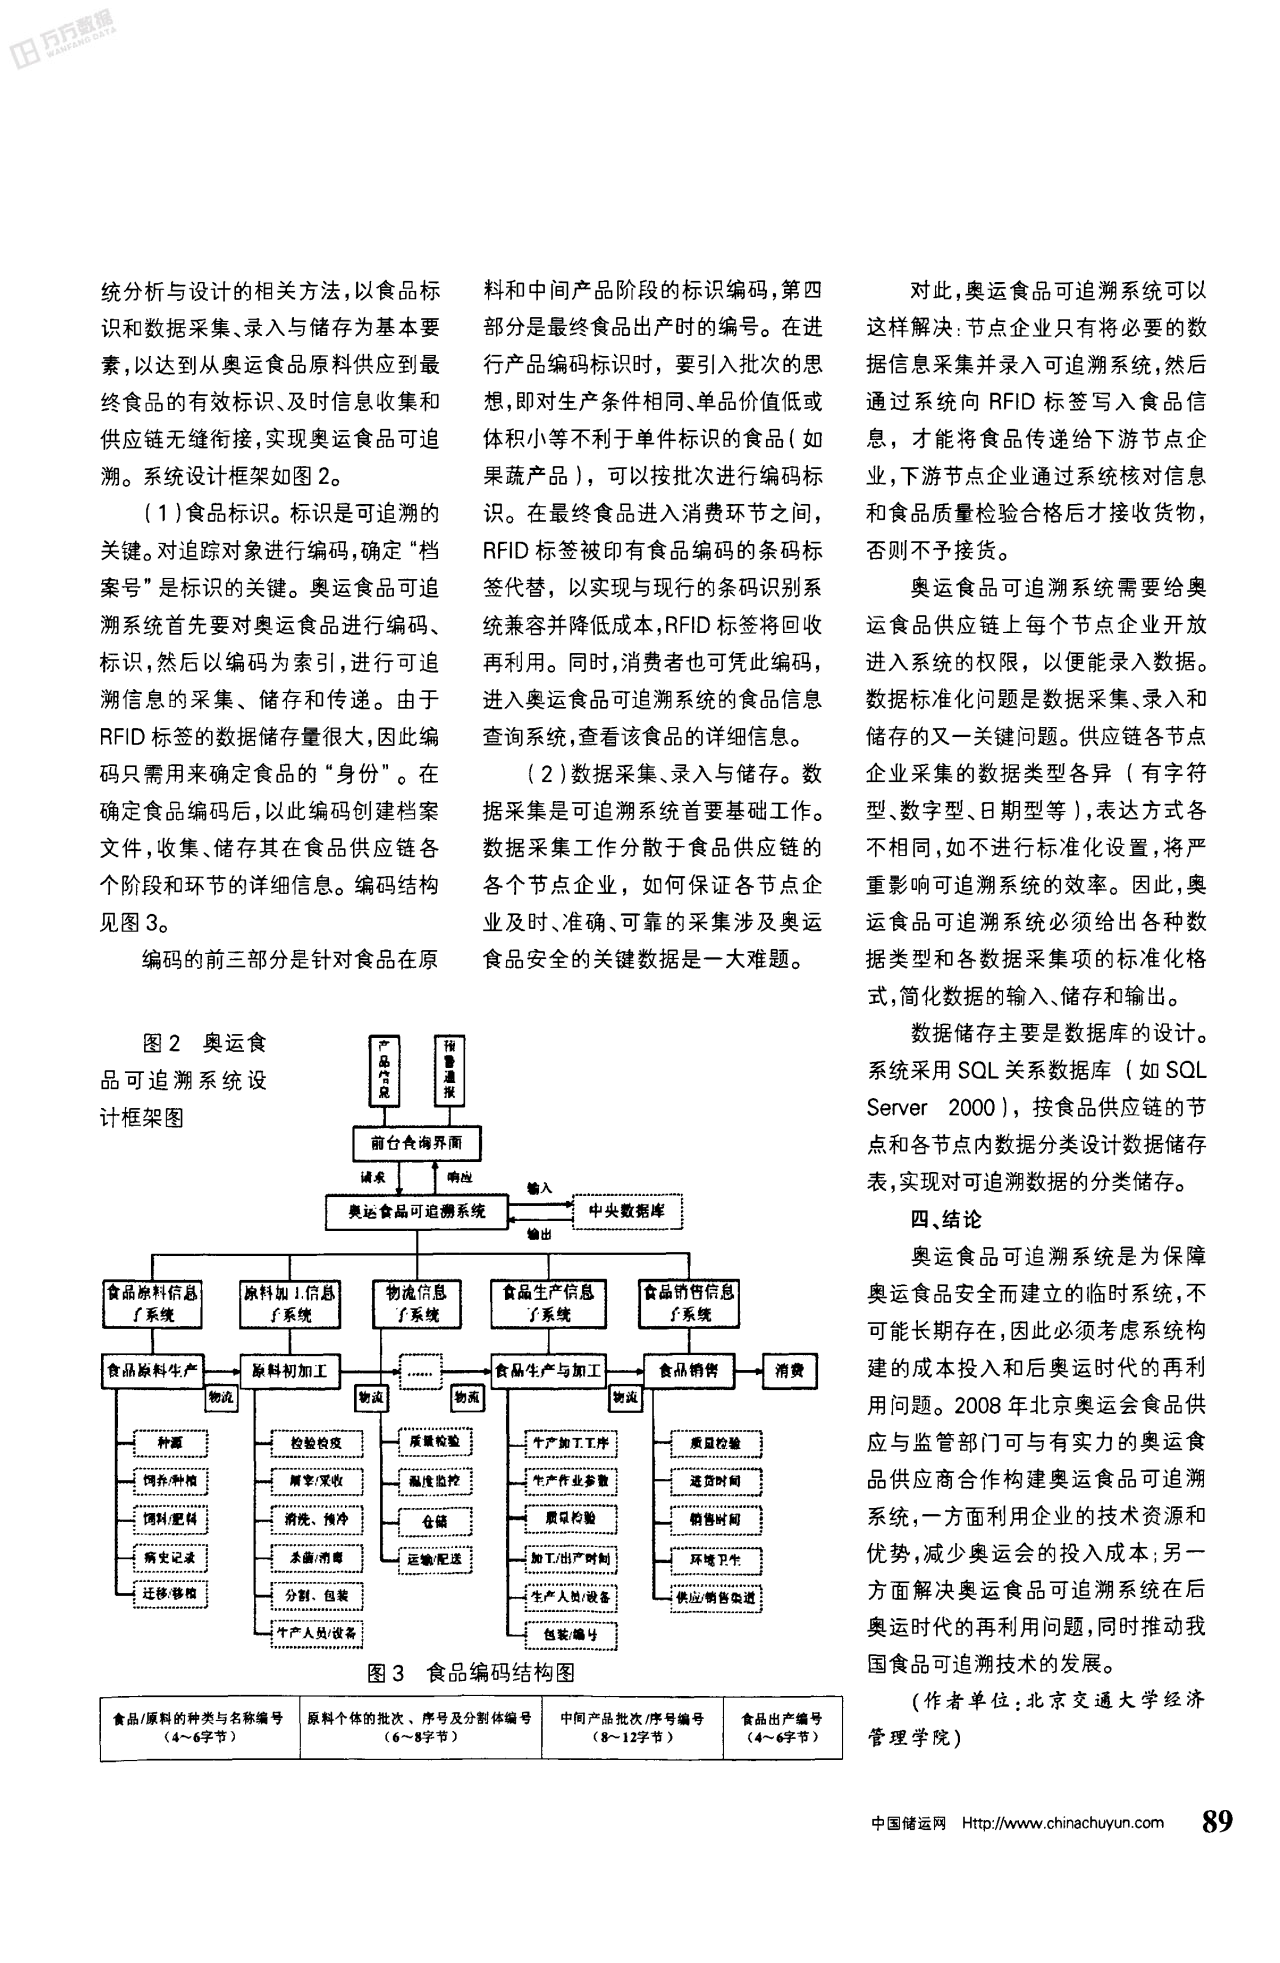 万方数据
WANFANG DATA
统分析与设计的相关方法,以食品标
识和数据采集、录入与储存为基本要
素,以达到从奥运食品原料供应到最
终食品的有效标识、及时信息收集和
供应链无缝衔接,实现奥运食品可追
溯。系统设计框架如图2。
(1)食品标识。标识是可追溯的
关键。对追踪对象进行编码,确定“档
案号”是标识的关键。奥运食品可追
溯系统首先要对奥运食品进行编码、
标识,然后以编码为索引,进行可追
溯信息的采集、储存和传递。由于
RFID标签的数据储存量很大,因此编
码只需用来确定食品的“身份”。在
确定食品编码后,以此编码创建档案
文件,收集、储存其在食品供应链各
个阶段和环节的详细信息。编码结构
见图3。
编码的前三部分是针对食品在原
料和中间产品阶段的标识编码,第四
部分是最终食品出产时的编号。在进
行产品编码标识时,要引入批次的思
想,即对生产条件相同、单品价值低或
体积小等不利于单件标识的食品(如
果蔬产品),可以按批次进行编码标
识。在最终食品进入消费环节之间,
RFID标签被印有食品编码的条码标
签代替,以实现与现行的条码识别系
统兼容并降低成本,RFID标签将回收
再利用。同时,消费者也可凭此编码,
进入奥运食品可追溯系统的食品信息
查询系统,查看该食品的详细信息。
(2)数据采集、录入与储存。数
据采集是可追溯系统首要基础工作。
数据采集工作分散于食品供应链的
各个节点企业,如何保证各节点企
业及时、准确、可靠的采集涉及奥运
食品安全的关键数据是一大难题。
对此,奥运食品可追溯系统可以
这样解决:节点企业只有将必要的数
据信息采集并录入可追溯系统,然后
通过系统向 RFID 标签写入食品信
息,才能将食品传递给下游节点企
业,下游节点企业通过系统核对信息
和食品质量检验合格后才接收货物,
否则不予接货。
奥运食品可追溯系统需要给奥
运食品供应链上每个节点企业开放
进入系统的权限,以便能录入数据。
数据标准化问题是数据采集、录入和
储存的又一关键问题。供应链各节点
企业采集的数据类型各异(有字符
型、数字型、日期型等),表达方式各
不相同,如不进行标准化设置,将严
重影响可追溯系统的效率。因此,奥
运食品可追溯系统必须给出各种数
据类型和各数据采集项的标准化格
式,简化数据的输入、储存和输出。
数据储存主要是数据库的设计。
系统采用SQL关系数据库(如SQL
Server 2000),按食品供应链的节
点和各节点内数据分类设计数据储存
表,实现对可追溯数据的分类储存。
四、结论
奥运食品可追溯系统是为保障
奥运食品安全而建立的临时系统,不
可能长期存在,因此必须考虑系统构
建的成本投入和后奥运时代的再利
用问题。2008年北京奥运会食品供
应与监管部门可与有实力的奥运食
品供应商合作构建奥运食品可追溯
系统,一方面利用企业的技术资源和
优势,减少奥运会的投入成本;另一
方面解决奥运食品可追溯系统在后
奥运时代的再利用问题,同时推动我
国食品可追溯技术的发展。
(作者单位:北京交通大学经济
管理学院)
图2 奥运食
品可追溯系统设
计框架图
产品信息
预警通报
前台查询界面
请求
响应
奥运食品可追溯系统
输入
输出
中央数据库
食品原料信息
子系统
原料加工信息
子系统
物流信息
子系统
食品生产信息
子系统
食品销售信息
子系统
食品原料生产
原料初加工
……
食品生产与加工
食品销售
消费
物流
物流
物流
物流
种源
饲养/种植
饲料/肥料
病史记录
迁移/移植
检验检疫
屠宰/采收
清洗、预冷
杀菌/消毒
分割、包装
生产人员/设备
质量检验
温度监控
仓储
运输/配送
生产加工工序
生产作业参数
质量检验
加工/出产时间
生产人员/设备
包装/编号
质量检验
进货时间
销售时间
环境卫生
供应/销售渠道
图3 食品编码结构图
食品/原料的种类与名称编号
(4~6字节)
原料个体的批次、序号及分割体编号
(6~8字节)
中间产品批次/序号编号
(8~12字节)
食品出产编号
(4~6字节)
中国储运网 Http://www.chinachuyun.com 89